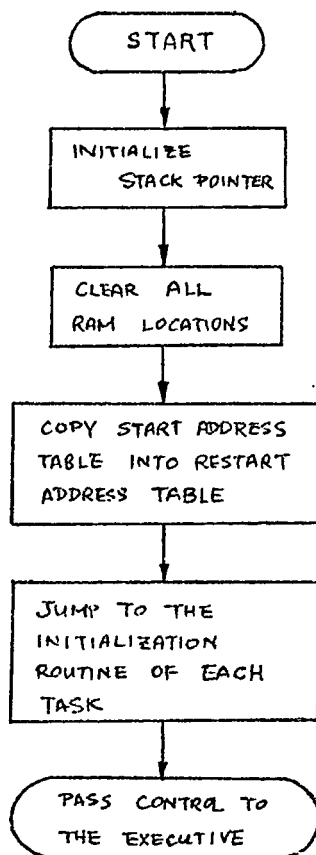 START
INITIALIZE
STACK POINTER
CLEAR ALL
RAM LOCATIONS
COPY START ADDRESS
TABLE INTO RESTART
ADDRESS TABLE
JUMP TO THE
INITIALIZATION
ROUTINE OF EACH
TASK
PASS CONTROL TO
THE EXECUTIVE